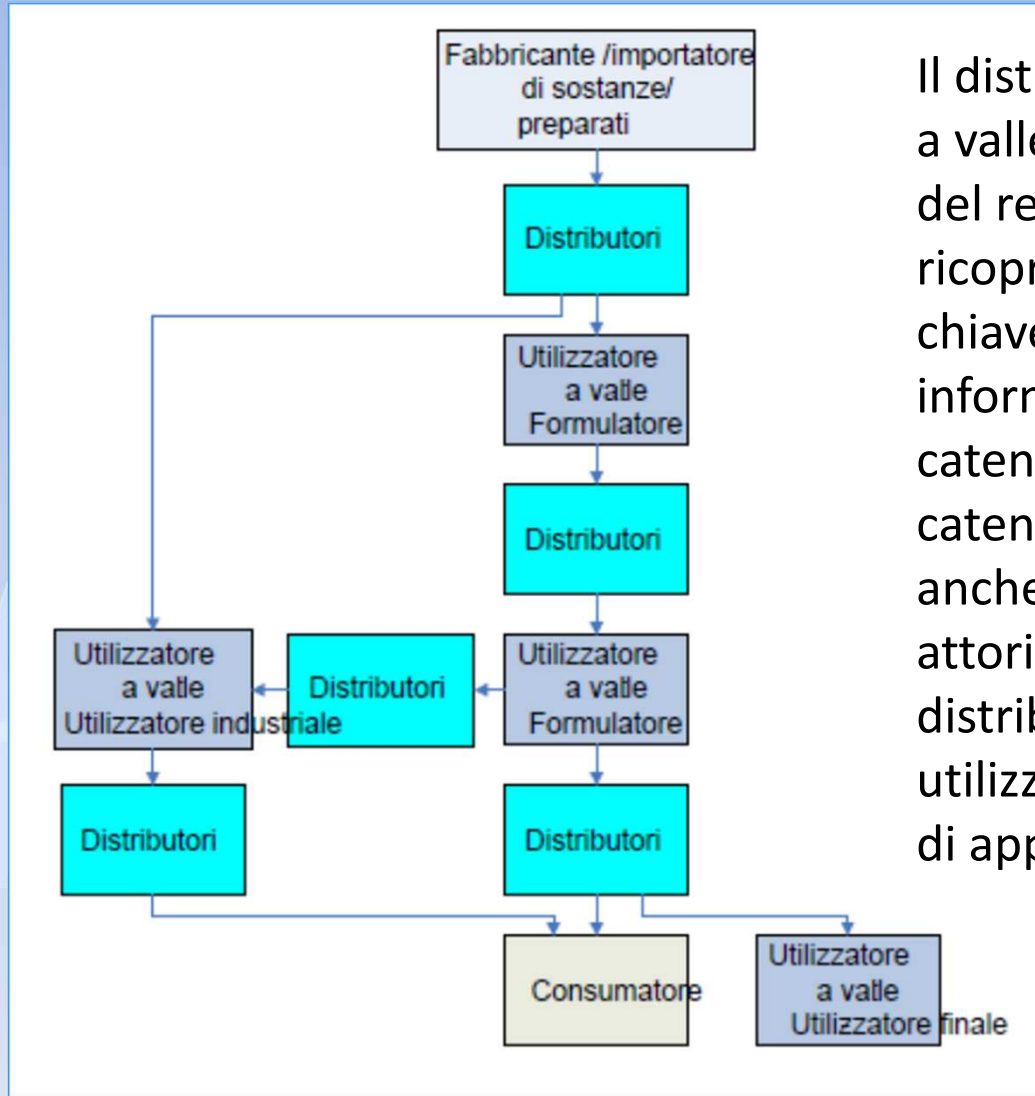 Fabbricante /importatore
di sostanze/
preparati
Distributori
Utilizzatore
a valle
Formulatore
Distributori
Utilizzatore
a valle
Utilizzatore industriale
Distributori
Utilizzatore
a valle
Formulatore
Distributori
Distributori
Consumatore
Utilizzatore
a valle
Utilizzatore finale
Il dist
a valle
del re
ricopr
chiave
infor
caten
caten
anche
attori
distrib
utilizz
di app